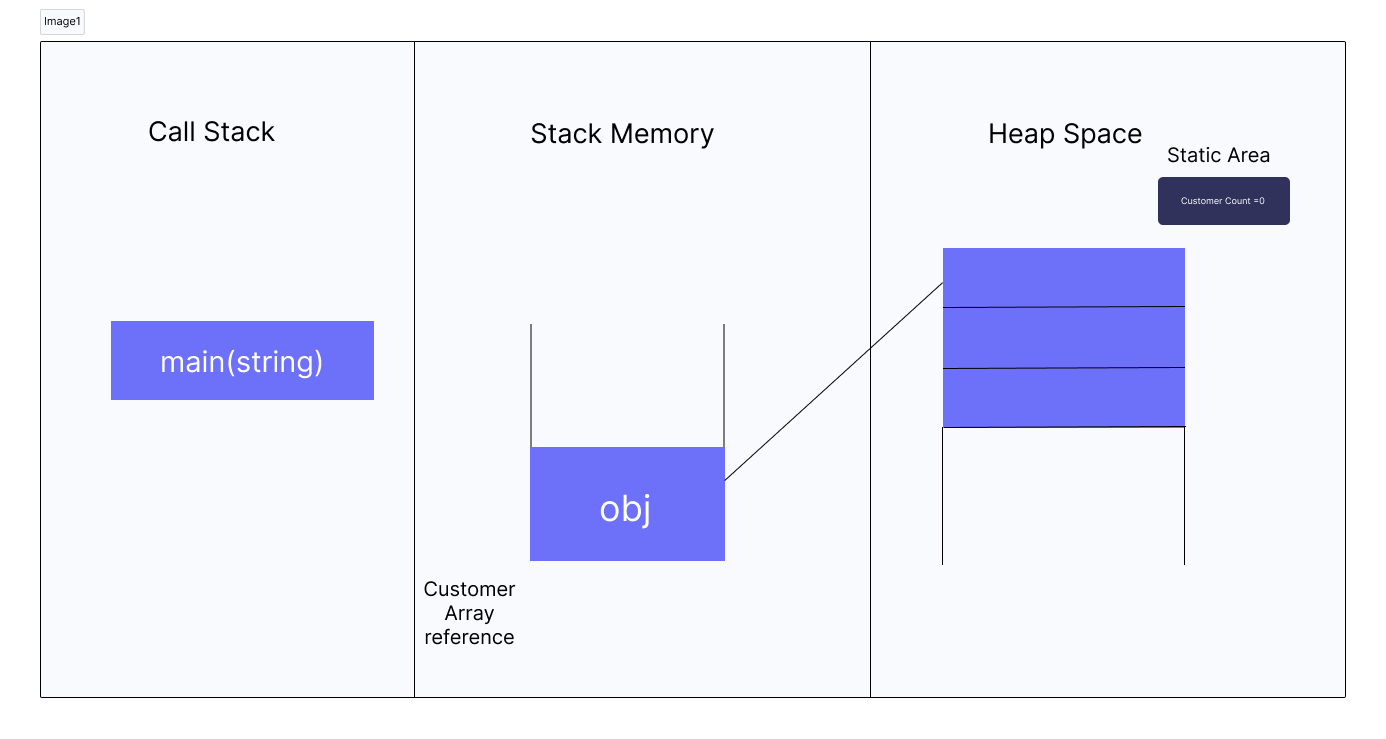 Image1
Call Stack
Stack Memory
Heap Space
Static Area
Customer Count =0
main(string)
obj
Customer
Array
reference